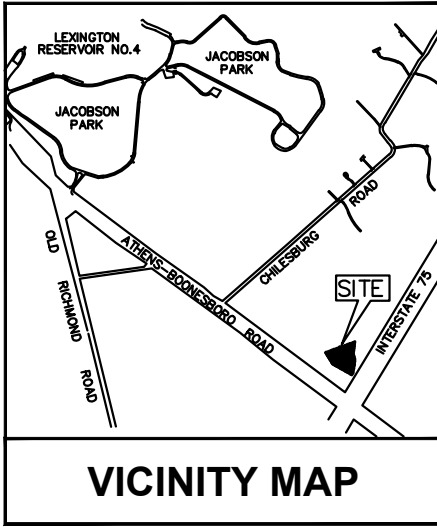 LEXINGTON
RESERVOIR NO.4
JACOBSON
PARK
JACOBSON
PARK
OLD RICHMOND ROAD
ATHENS-BOONESBORO ROAD
CHILESBURG ROAD
SITE
INTERSTATE 75
VICINITY MAP